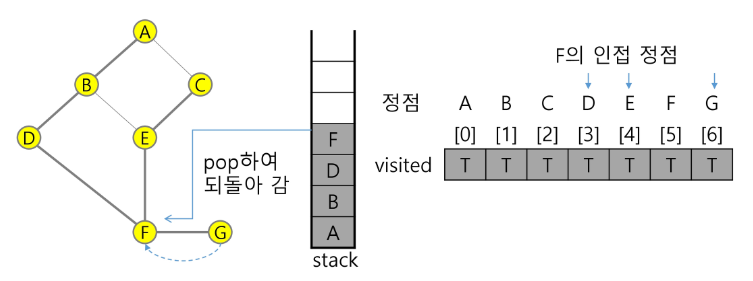 A
B
C
D
E
F
G
pop하여
되돌아 감
F
D
B
A
stack
F의 인접 정점
정점 A B C D E F G
[0] [1] [2] [3] [4] [5] [6]
visited T T T T T T T